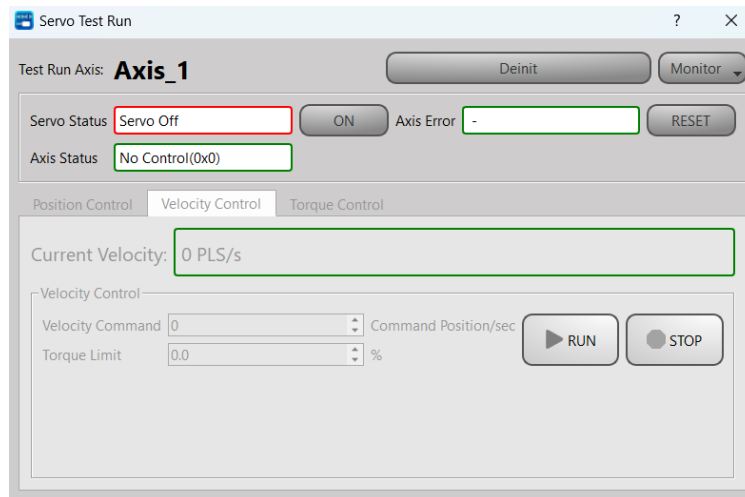 Servo Test Run ?
Test Run Axis: Axis_1 Deinit Monitor
Servo Status Servo Off ON Axis Error - RESET
Axis Status No Control(0x0)
Position Control Velocity Control Torque Control
Current Velocity: 0 PLS/s
Velocity Control
Velocity Command 0 Command Position/sec RUN STOP
Torque Limit 0.0 %